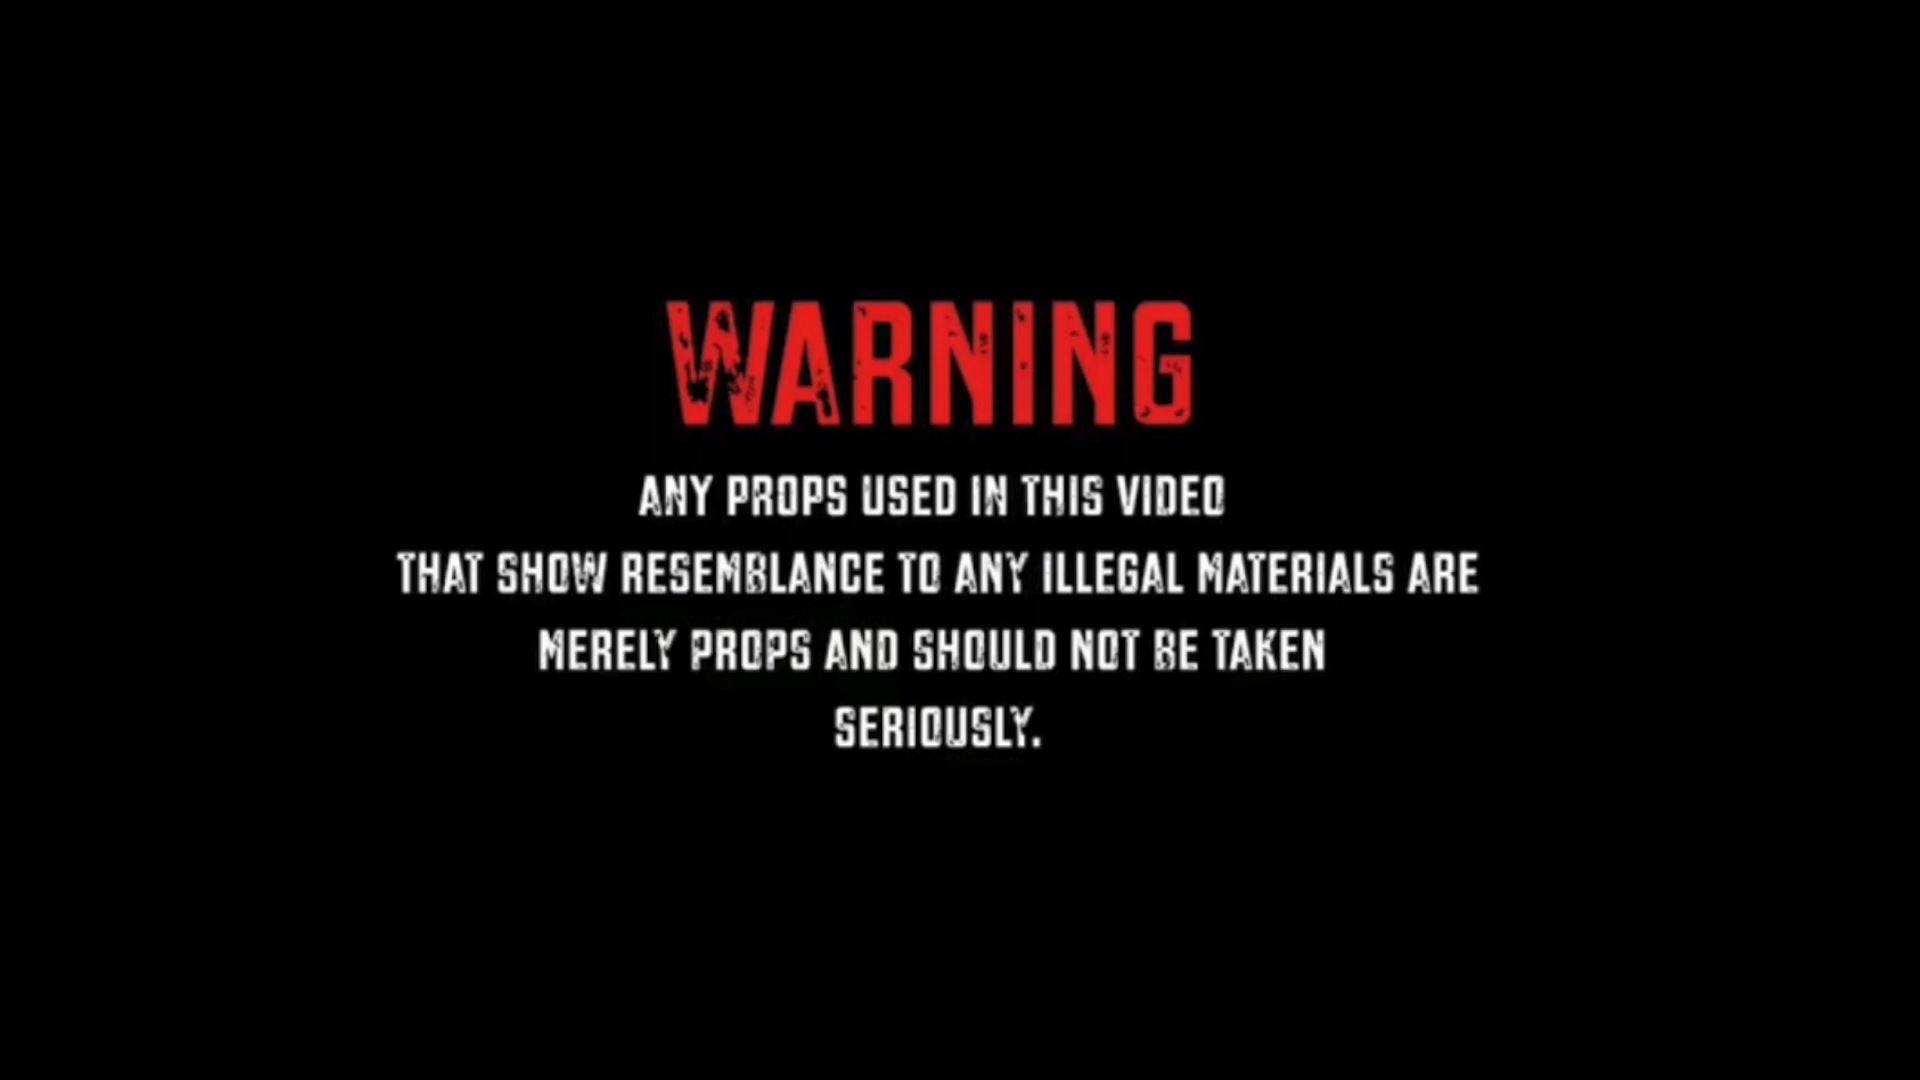 WARNING
ANY PROPS USED IN THIS VIDEO
THAT SHOW RESEMBLANCE TO ANY ILLEGAL MATERIALS ARE
MERELY PROPS AND SHOULD NOT BE TAKEN
SERIOUSLY.